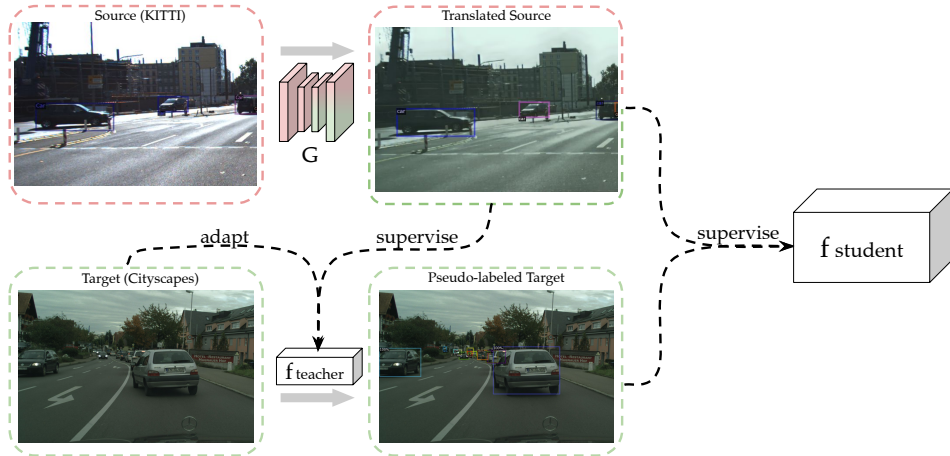 Source (KITTI)
Translated Source
G
adapt
supervise
supervise
f student
Target (Cityscapes)
Pseudo-labeled Target
f teacher